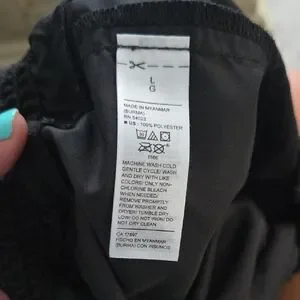 L
G
MADE IN MYANMAR
(BURMA)
RN 54023
US: 100% POLYESTER
MACHINE WASH COLD
GENTLE CYCLE/ WASH
AND DRY WITH LIKE
COLORS/ ONLY NON-
CHLORINE BLEACH
WHEN NEEDED/
REMOVE PROMPTLY
FROM WASHER AND
DRYER/ TUMBLE DRY
LOW/ DO NOT IRON/ DO
NOT DRY CLEAN
HECHO EN MYANMAR
(BURMA) CON INSUMOS